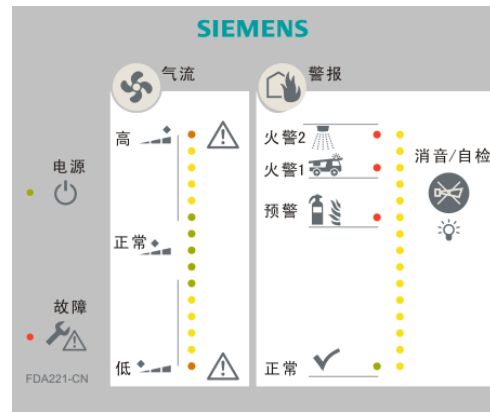 SIEMENS
气流
警报
高
火警2
火警1
消音/自检
电源
预警
正常
故障
低
正常
FDA221-CN